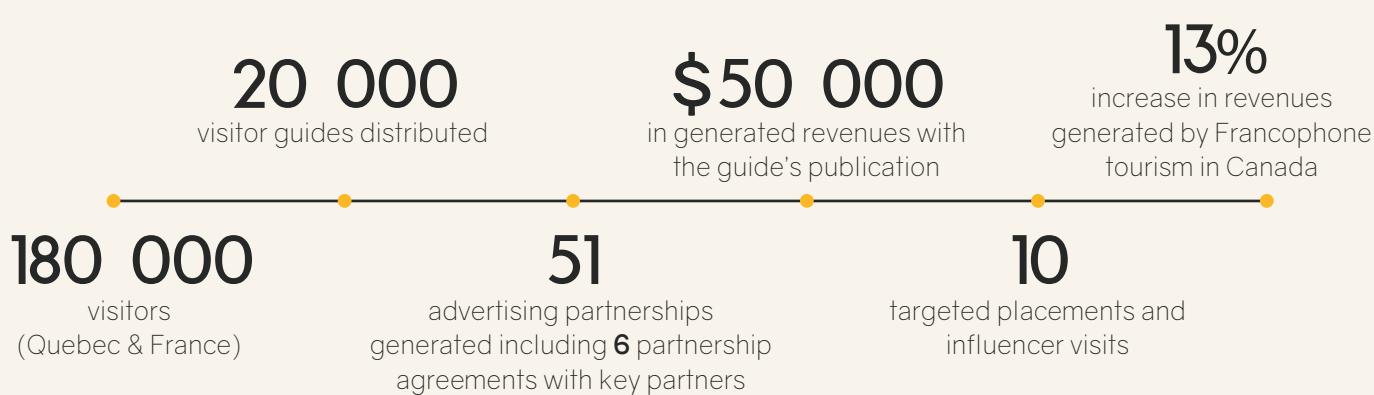 180 000
visitors
(Quebec & France)
20 000
visitor guides distributed
51
advertising partnerships
generated including 6 partnership
agreements with key partners
$50 000
in generated revenues with
the guide’s publication
10
targeted placements and
influencer visits
13%
increase in revenues
generated by Francophone
tourism in Canada